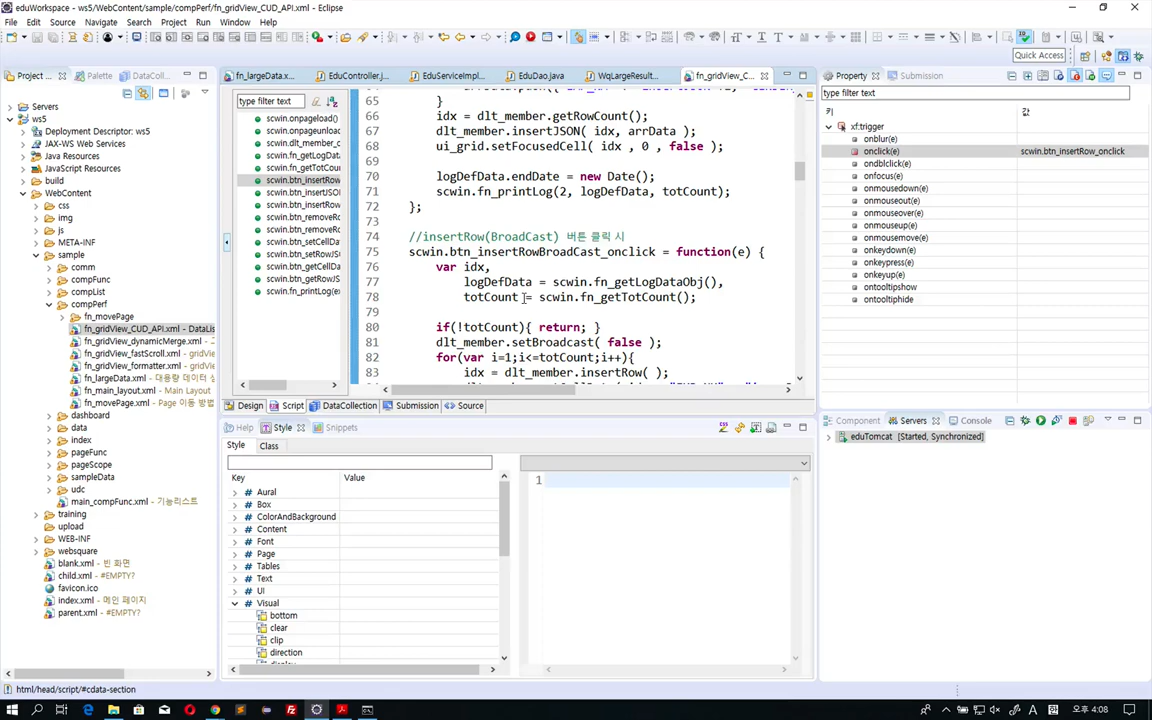 eduWorkspace - ws5/WebContent/sample/compPerf/fn_gridView_CUD_API.xml - Eclipse
File Edit Source Navigate Search Project Run Window Help
Quick Access
Project ...
Palette
DataColl...
Servers
ws5
Deployment Descriptor: ws5
JAX-WS Web Services
Java Resources
JavaScript Resources
build
WebContent
css
img
js
META-INF
sample
comm
compFunc
compList
compPerf
fn_movePage
fn_gridView_CUD_API.xml - DataLis
fn_gridView_dynamicMerge.xml
fn_gridView_fastScroll.xml - gridView
fn_gridView_formatter.xml - gridView
fn_largeData.xml - 대용량 데이터
fn_main_layout.xml - Main Layout
fn_movePage.xml - Page 이동 방법
dashboard
data
index
pageFunc
pageScope
sampleData
udc
main_compFunc.xml - 기능리스트
training
upload
WEB-INF
websquare
blank.xml - 빈 화면
child.xml - #EMPTY?
favicon.ico
index.xml - 메인 페이지
parent.xml - #EMPTY?
fn_largeData.x...
EduController.j...
EduServiceImpl...
EduDao.java
WqLargeResult...
fn_gridView_C...
type filter text
scwin.onpageload()
scwin.onpageunloa
scwin.dlt_member_o
scwin.fn_getLogData
scwin.fn_getTotCour
scwin.btn_insertRow
scwin.btn_insertJSO
scwin.btn_insertRow
scwin.btn_removeRo
scwin.btn_removeRo
scwin.btn_setCellDa
scwin.btn_setRowJS
scwin.btn_getCellDa
scwin.btn_getRowJS
scwin.fn_printLog(e
65 }
66 idx = dlt_member.getRowCount();
67 dlt_member.insertJSON( idx, arrData );
68 ui_grid.setFocusedCell( idx , 0 , false );
69
70 logDefData.endDate = new Date();
71 scwin.fn_printLog(2, logDefData, totCount);
72 };
73
74 //insertRow(BroadCast) 버튼 클릭 시
75 scwin.btn_insertRowBroadCast_onclick = function(e) {
76 var idx,
77 logDefData = scwin.fn_getLogDataObj(),
78 totCount = scwin.fn_getTotCount();
79
80 if(!totCount){ return; }
81 dlt_member.setBroadcast( false );
82 for(var i=1;i<=totCount;i++){
83 idx = dlt_member.insertRow( );
Design Script DataCollection Submission Source
Help Style Snippets
Style Class
Key Value
Aural
Box
ColorAndBackground
Content
Font
Page
Tables
Text
UI
Visual
bottom
clear
clip
direction
1
Property Submission
type filter text
키 값
xf:trigger
onblur(e)
onclick(e) scwin.btn_insertRow_onclick
ondblclick(e)
onfocus(e)
onmousedown(e)
onmouseout(e)
onmouseover(e)
onmouseup(e)
onmousemove(e)
onkeydown(e)
onkeypress(e)
onkeyup(e)
ontooltipshow
ontooltiphide
Component Servers Console
eduTomcat [Started, Synchronized]
html/head/script/#cdata-section
A 한 오후 4:08